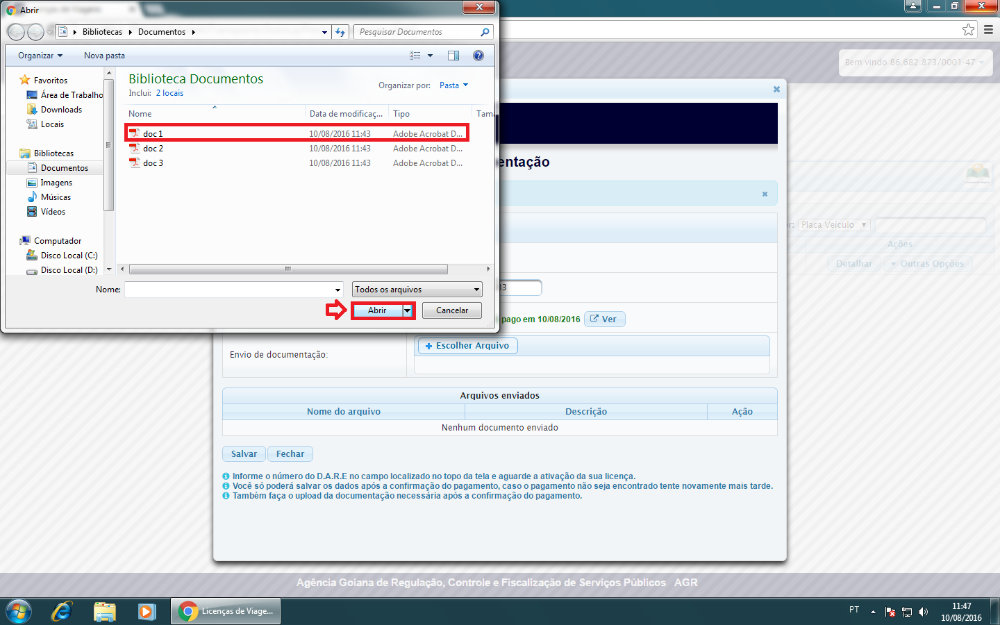 Abrir
Bibliotecas
Documentos
Pesquisar Documentos
Organizar
Nova pasta
Bem vindo 86.682.873/0001-47
Favoritos
Área de Trabalho
Downloads
Locais
Bibliotecas
Documentos
Imagens
Músicas
Vídeos
Computador
Disco Local (C:)
Disco Local (D:)
Biblioteca Documentos
Inclui: 2 locais
Organizar por: Pasta
Nome Data de modificaç... Tipo Tama
doc 1 10/08/2016 11:43 Adobe Acrobat D...
doc 2 10/08/2016 11:43 Adobe Acrobat D...
doc 3 10/08/2016 11:43 Adobe Acrobat D...
Nome:
Todos os arquivos
Abrir
Cancelar
entação
r: Placa Veículo
Ações
Detalhar
Outras Opções
3
pago em 10/08/2016
Ver
Envio de documentação:
Escolher Arquivo
Arquivos enviados
Nome do arquivo Descrição Ação
Nenhum documento enviado
Salvar
Fechar
Informe o número do D.A.R.E no campo localizado no topo da tela e aguarde a ativação da sua licença.
Você só poderá salvar os dados após a confirmação do pagamento, caso o pagamento não seja encontrado tente novamente mais tarde.
Também faça o upload da documentação necessária após a confirmação do pagamento.
Agência Goiana de Regulação, Controle e Fiscalização de Serviços Públicos AGR
Licenças de Viage...
PT
11:47
10/08/2016